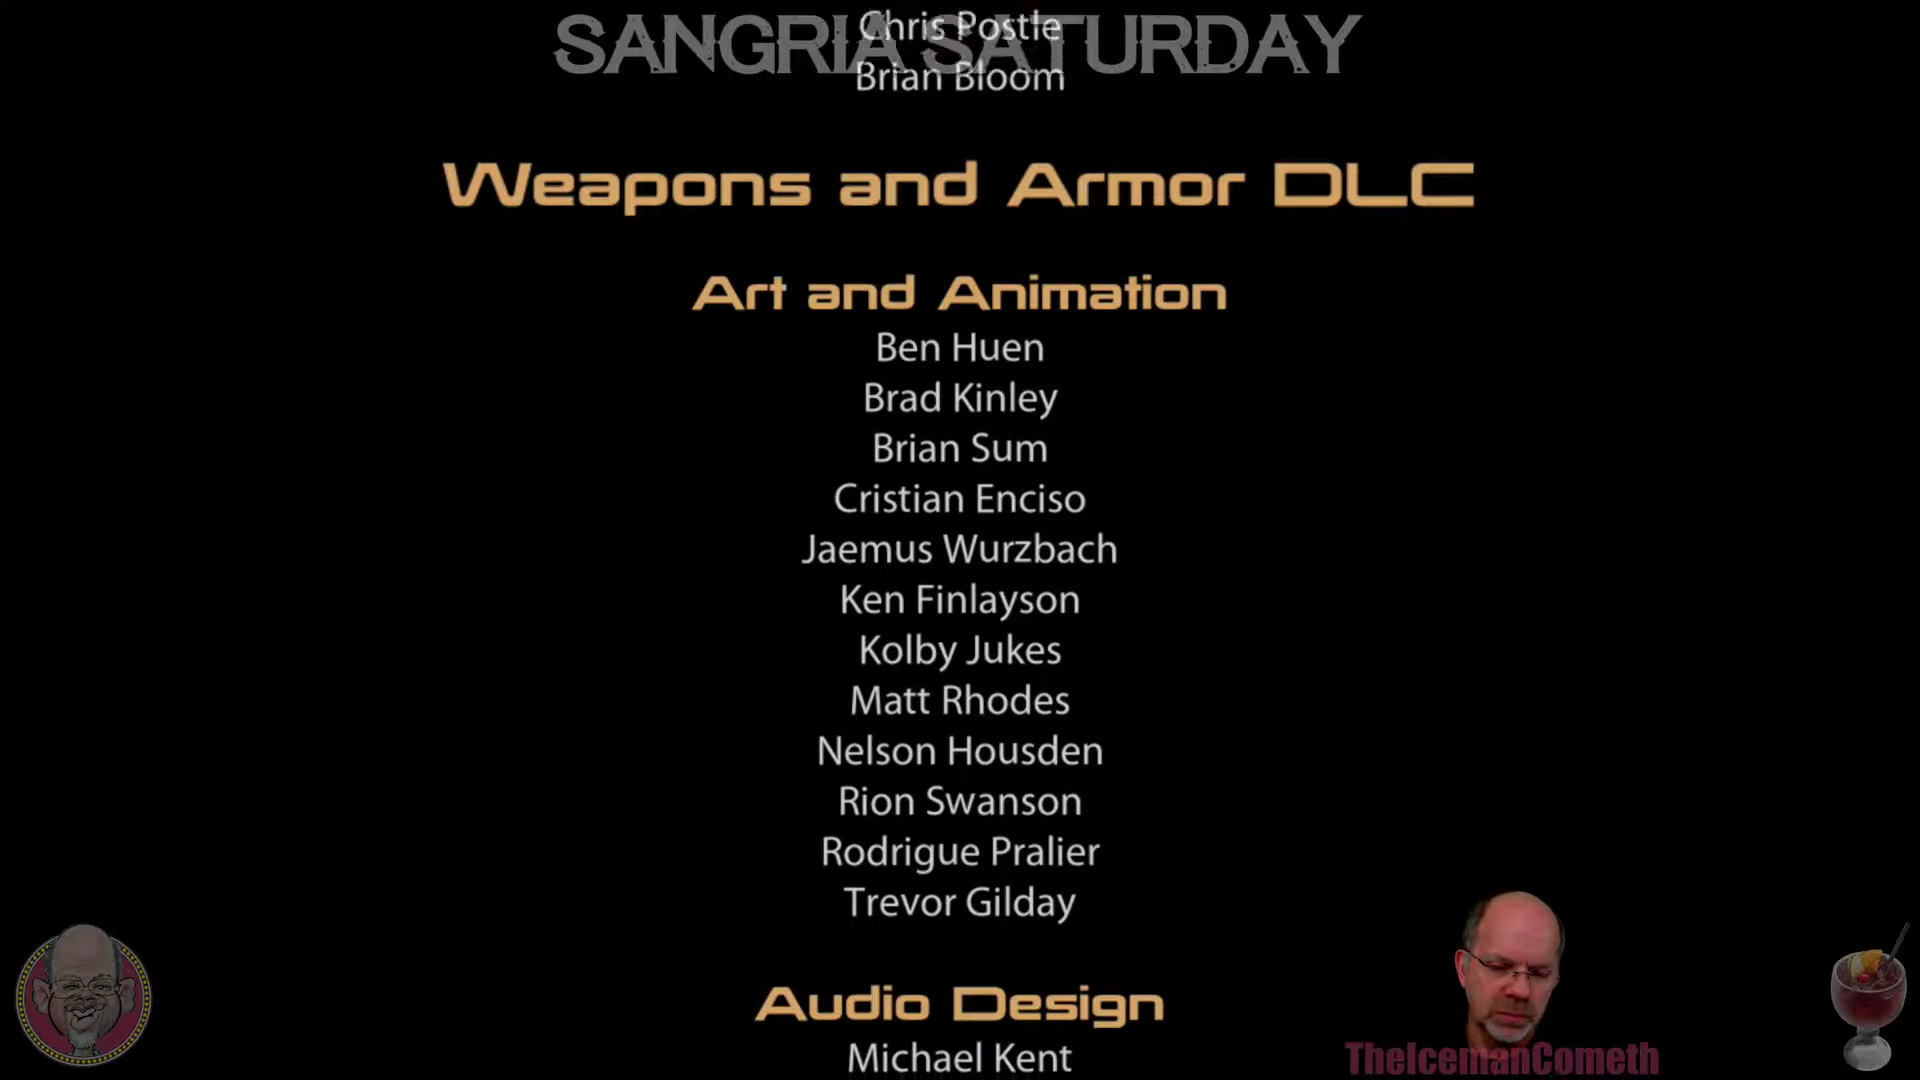 SANGRIA SATURDAY
Chris Postle
Brian Bloom
Weapons and Armor DLC
Art and Animation
Ben Huen
Brad Kinley
Brian Sum
Cristian Enciso
Jaemus Wurzbach
Ken Finlayson
Kolby Jukes
Matt Rhodes
Nelson Housden
Rion Swanson
Rodrigue Pralier
Trevor Gilday
Audio Design
Michael Kent
TheIcemanCometh